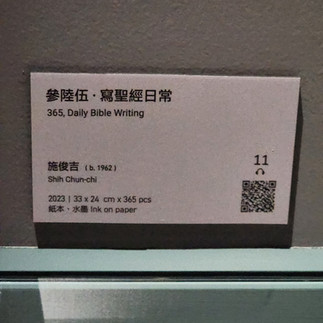 參陸伍·寫聖經日常
365, Daily Bible Writing
施俊吉 (b. 1962)
Shih Chun-chi
11
2023 | 33 x 24 cm x 365 pcs
紙本·水墨 Ink on paper